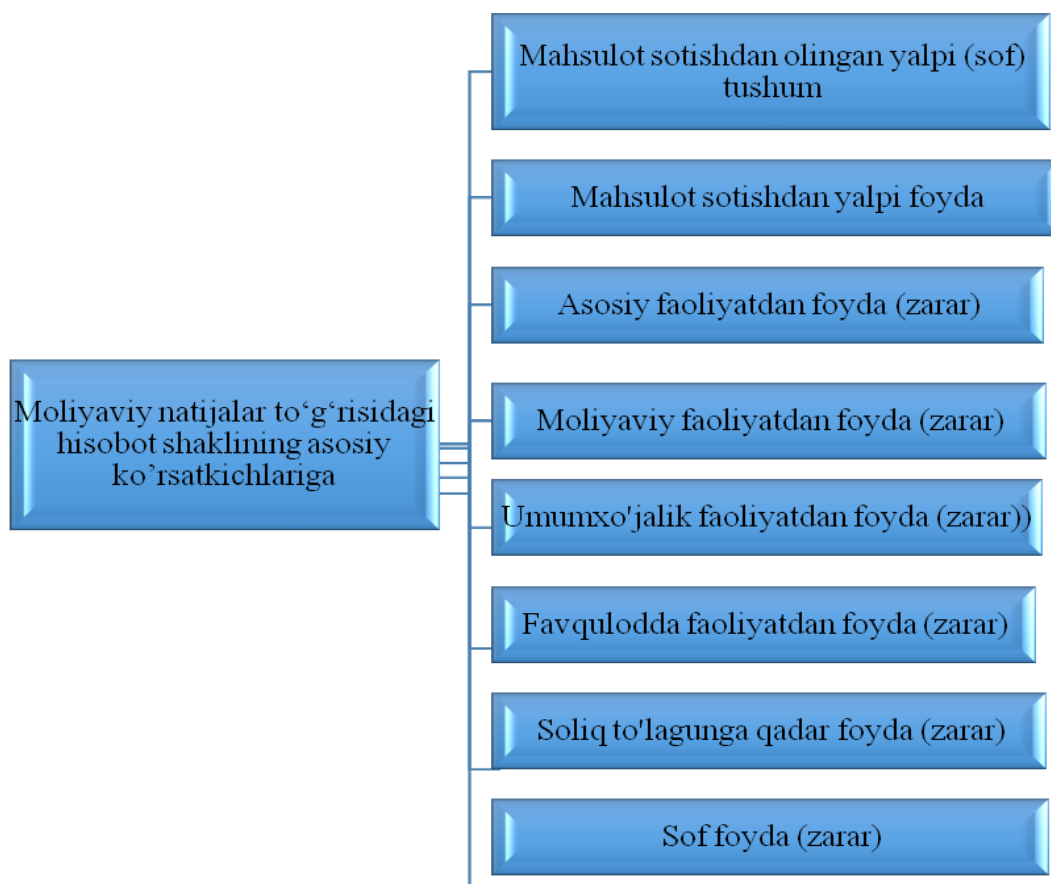 Mahsulot sotishdan olingan yalpi (sof)
tushum
Mahsulot sotishdan yalpi foyda
Asosiy faoliyatdan foyda (zarar)
Moliyaviy natijalar to‘g‘risidagi
hisobot shaklining asosiy
ko’rsatkichlariga
Moliyaviy faoliyatdan foyda (zarar)
Umumxo'jalik faoliyatdan foyda (zarar))
Favqulodda faoliyatdan foyda (zarar)
Soliq to'lagunga qadar foyda (zarar)
Sof foyda (zarar)